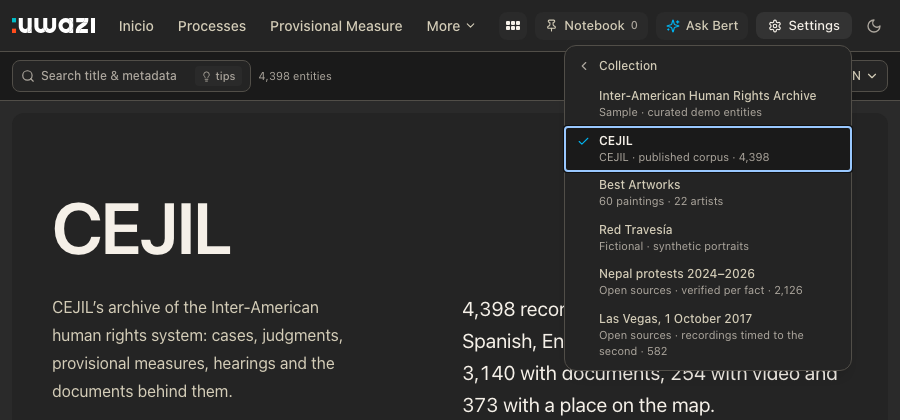 uwazi
Inicio
Processes
Provisional Measure
More
Notebook 0
Ask Bert
Settings
Search title & metadata
tips
4,398 entities
N
Collection
Inter-American Human Rights Archive
Sample · curated demo entities
CEJIL
CEJIL · published corpus · 4,398
Best Artworks
60 paintings · 22 artists
Red Travesía
Fictional · synthetic portraits
Nepal protests 2024–2026
Open sources · verified per fact · 2,126
Las Vegas, 1 October 2017
Open sources · recordings timed to the
second · 582
CEJIL
CEJIL’s archive of the Inter-American
human rights system: cases, judgments,
provisional measures, hearings and the
documents behind them.
4,398 recor
Spanish, En
3,140 with documents, 254 with video and
373 with a place on the map.